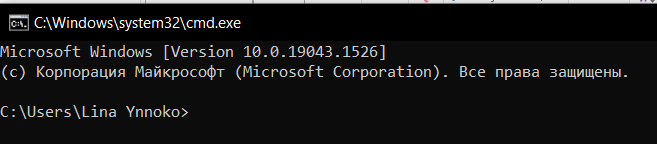 C:\Windows\system32\cmd.exe
Microsoft Windows [Version 10.0.19043.1526]
(c) Корпорация Майкрософт (Microsoft Corporation). Все права защищены.
C:\Users\Lina Ynnoko>